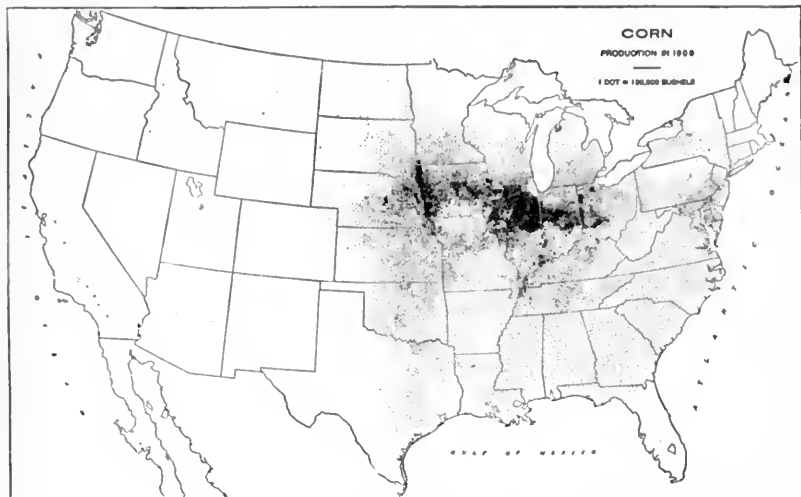 CORN
PRODUCTION IN 1909
1 DOT = 100,000 BUSHELS
GULF OF MEXICO